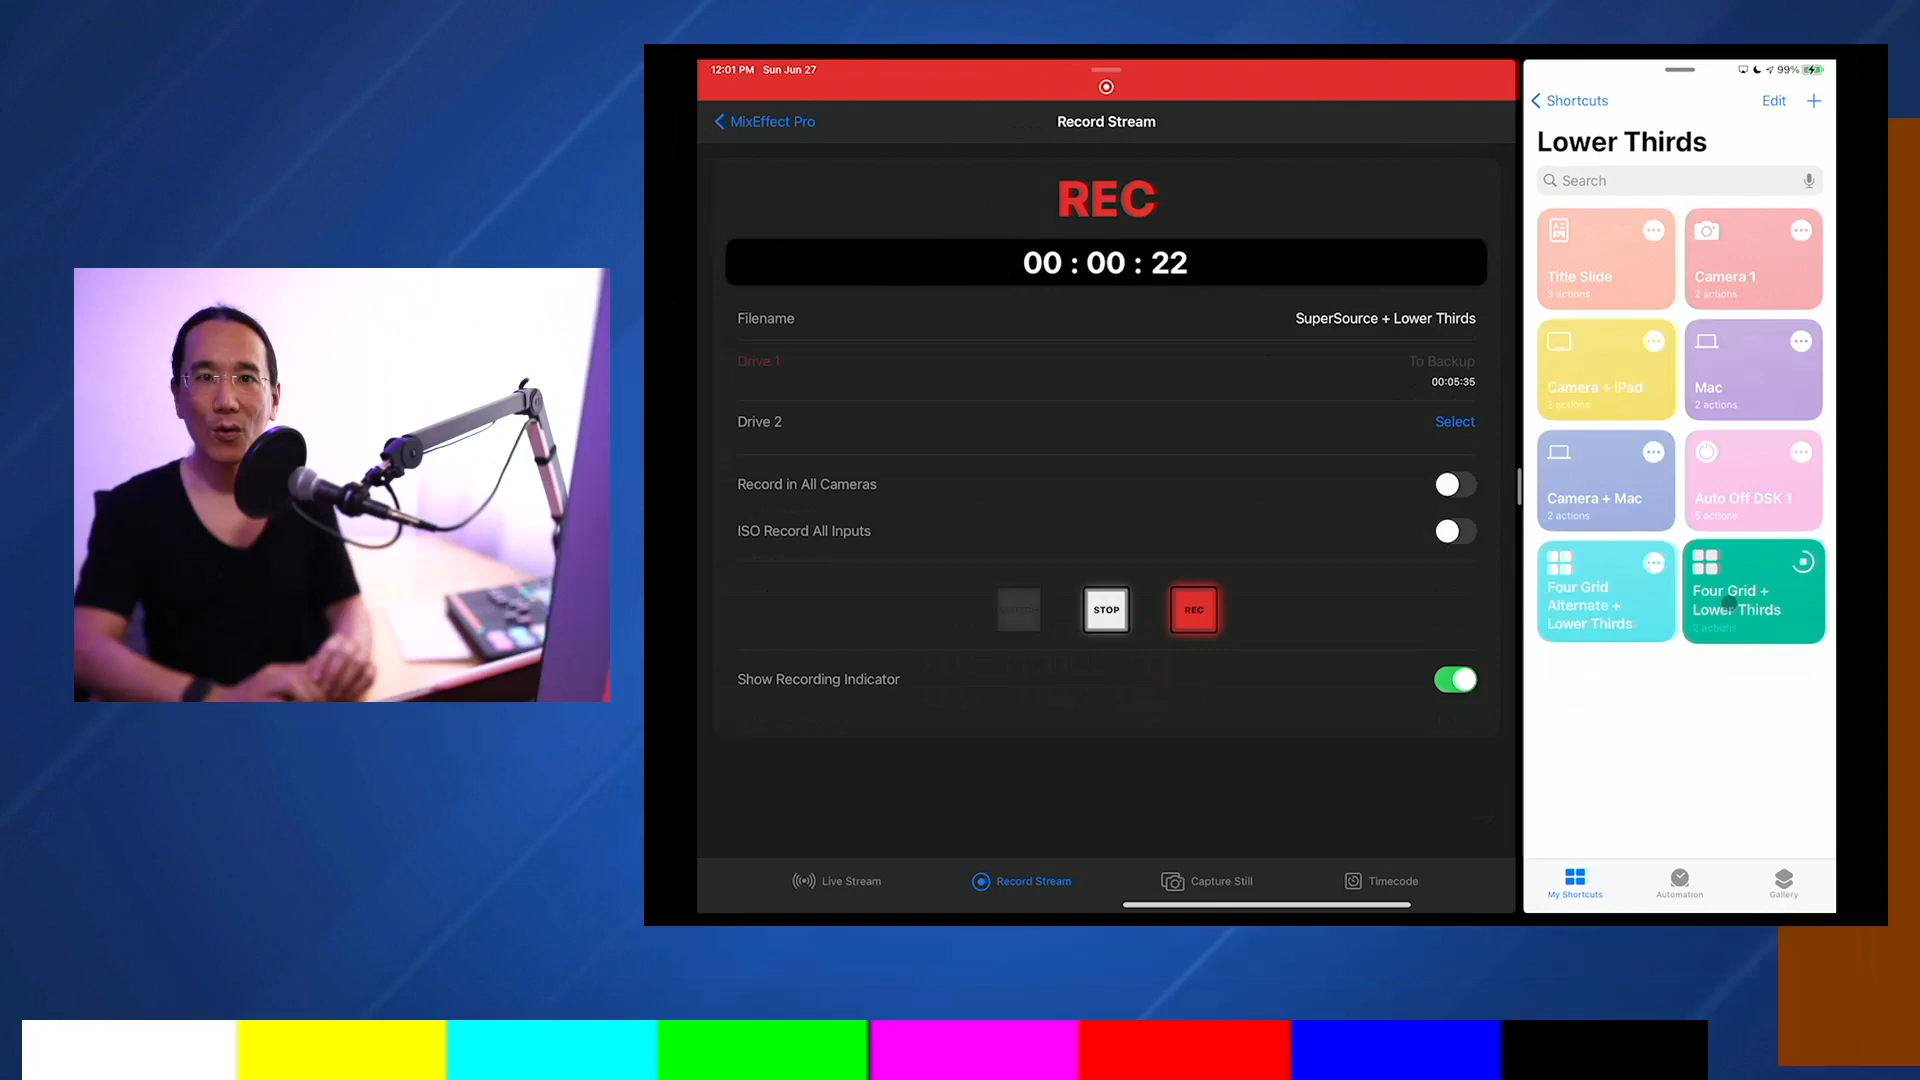 12:01 PM Sun Jun 27
MixEffect Pro
Record Stream
REC
00 : 00 : 22
Filename
SuperSource + Lower Thirds
Drive 1
To Backup
00:05:35
Drive 2
Select
Record in All Cameras
ISO Record All Inputs
STOP
REC
Show Recording Indicator
Live Stream
Record Stream
Capture Still
Timecode
99%
Shortcuts
Edit
Lower Thirds
Search
Title Slide
3 actions
Camera 1
2 actions
Camera + iPad
2 actions
Mac
2 actions
Camera + Mac
2 actions
Auto Off DSK 1
5 actions
Four Grid
Alternate +
Lower Thirds
Four Grid +
Lower Thirds
2 actions
My Shortcuts
Automation
Gallery